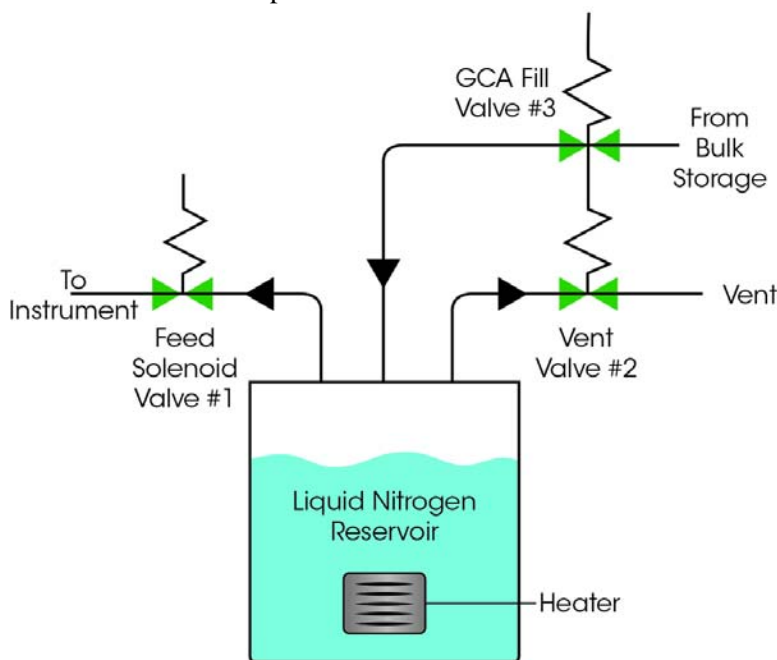 GCA Fill
Valve #3
From
Bulk
Storage
To
Instrument
Feed
Solenoid
Valve #1
Vent
Vent
Valve #2
Liquid Nitrogen
Reservoir
Heater